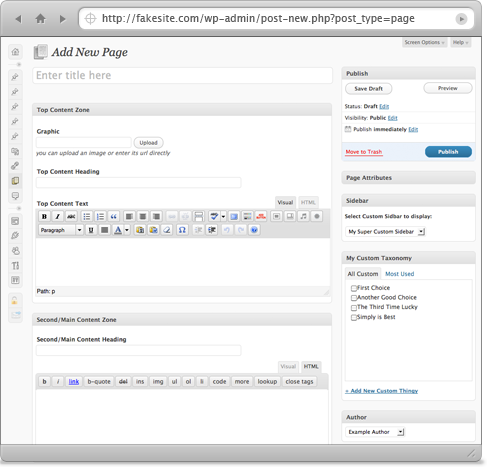 http://fakesite.com/wp-admin/post-new.php?post_type=page
Screen Options
Help
Add New Page
Enter title here
Top Content Zone
Graphic
Upload
you can upload an image or enter its url directly
Top Content Heading
Top Content Text
Visual
HTML
B I ABC
Paragraph U A
Path: p
Second/Main Content Zone
Second/Main Content Heading
Visual
HTML
b i link b-quote del ins img ul ol li code more lookup close tags
Publish
Save Draft
Preview
Status: Draft Edit
Visibility: Public Edit
Publish immediately Edit
Move to Trash
Publish
Page Attributes
Sidebar
Select Custom Sidbar to display:
My Super Custom Sidebar
My Custom Taxonomy
All Custom
Most Used
First Choice
Another Good Choice
The Third Time Lucky
Simply is Best
+ Add New Custom Thingy
Author
Example Author